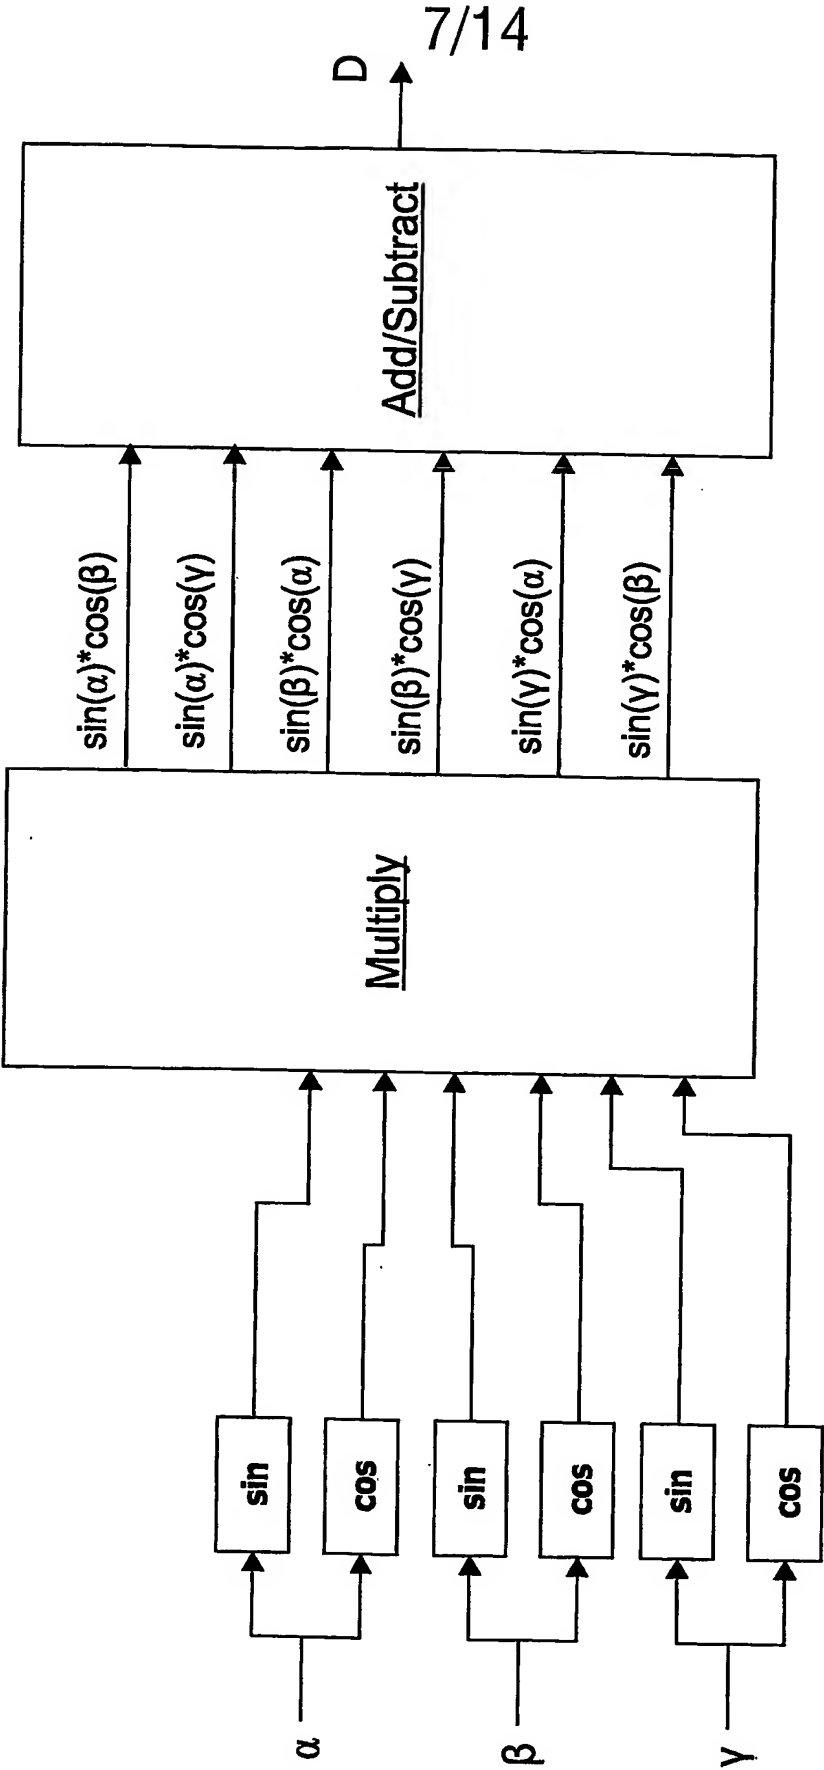 7/14
α
β
γ
sin
cos
sin
cos
sin
cos
Multiply
sin(α)*cos(β)
sin(α)*cos(γ)
sin(β)*cos(α)
sin(β)*cos(γ)
sin(γ)*cos(α)
sin(γ)*cos(β)
Add/Subtract
D